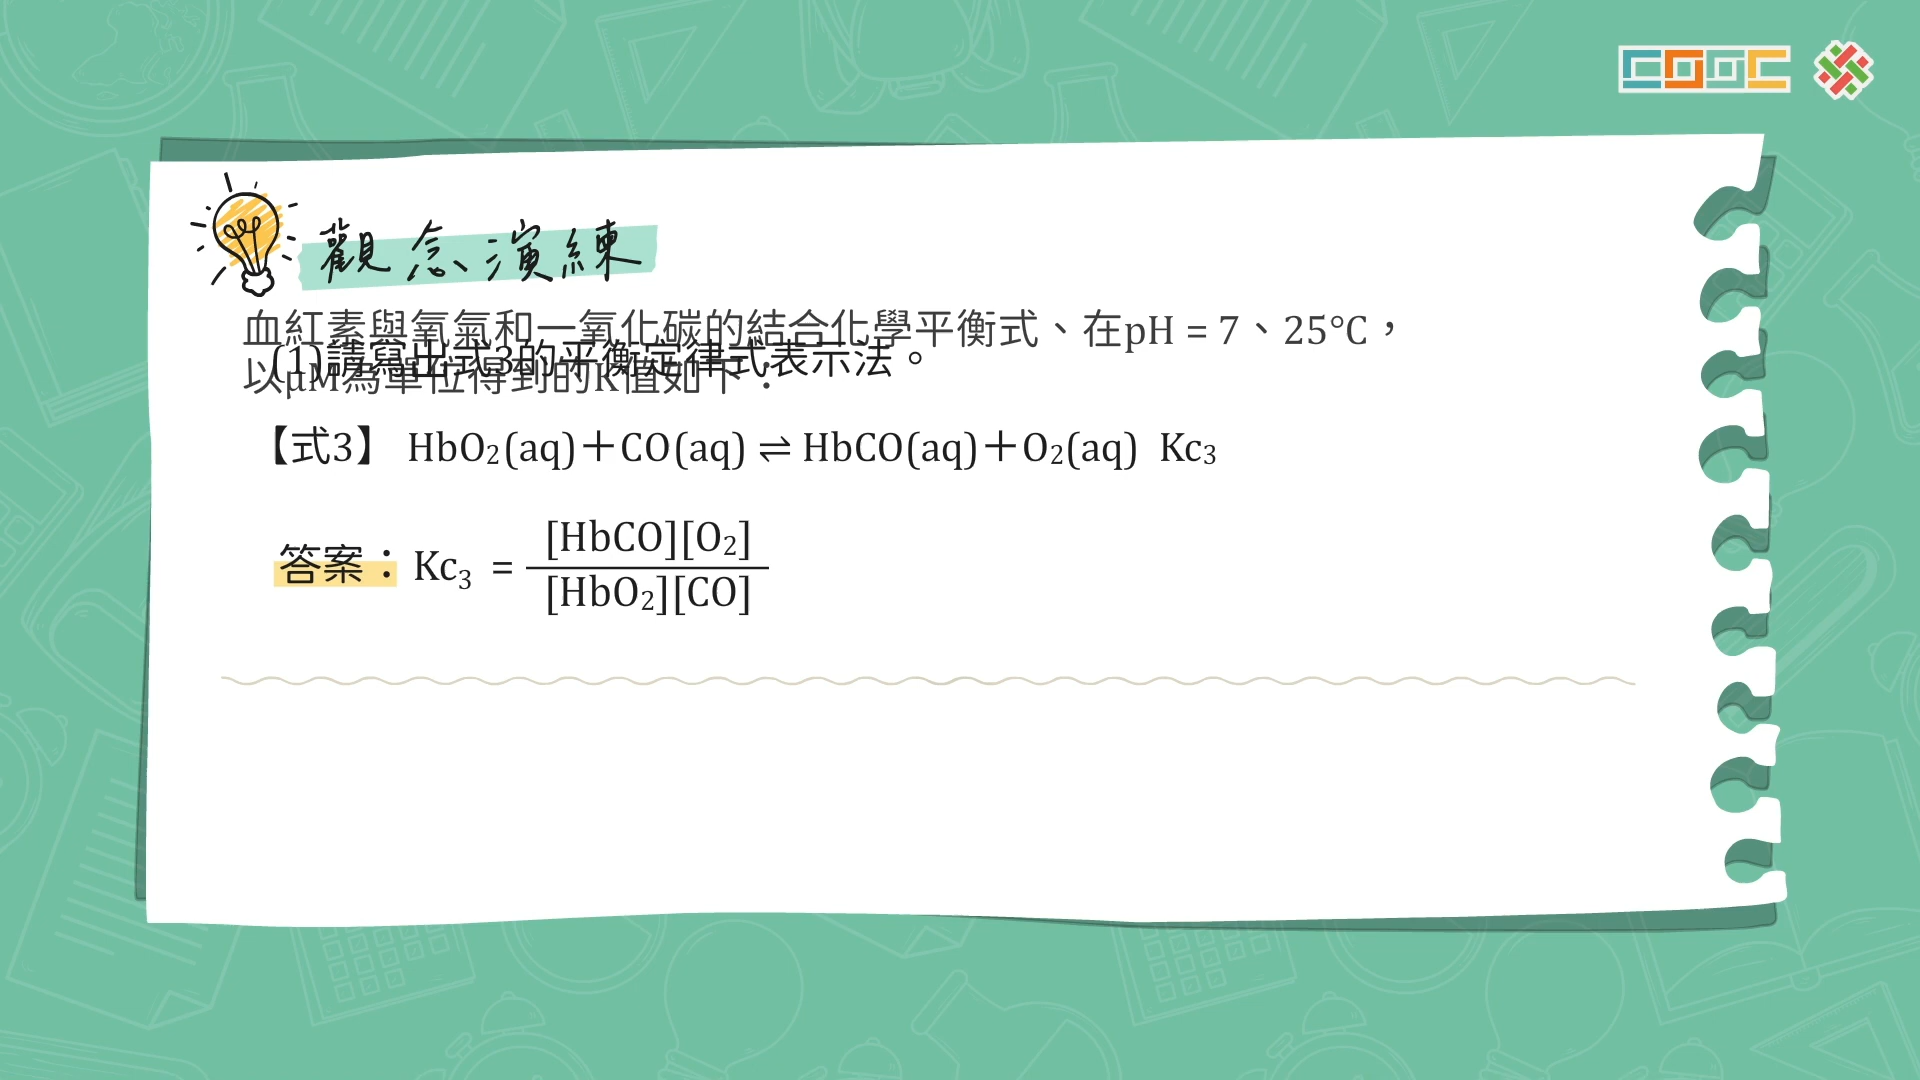 COOC
觀念演練
血紅素與氧氣和一氧化碳的結合化學平衡式、在pH = 7、25°C，
(1)請寫出式3的平衡定律式表示法。
以μM為單位得到的K值如下：
【式3】 HbO₂(aq)＋CO(aq) ⇌ HbCO(aq)＋O₂(aq) Kc₃
[HbCO][O₂]
答案：Kc₃ =
[HbO₂][CO]